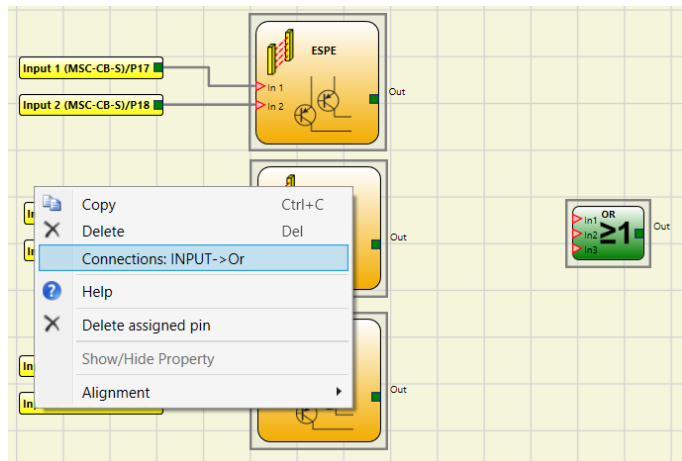 ESPE
Input 1 (MSC-CB-S)/P17
In 1
Out
Input 2 (MSC-CB-S)/P18
In 2
Copy Ctrl+C
Delete Del
Connections: INPUT->Or
Help
Delete assigned pin
Show/Hide Property
Alignment
Out
Out
OR
In1
In2
In3
≥1
Out